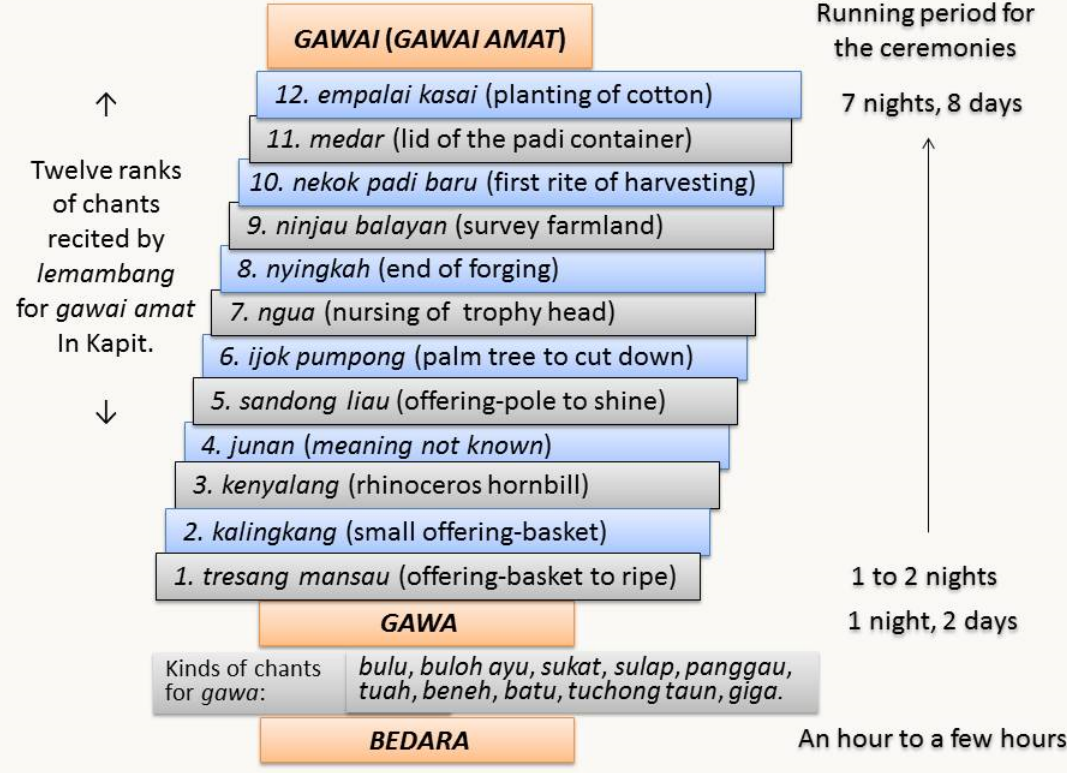 GAWAI (GAWAI AMAT)
Running period for
the ceremonies
12. empalai kasai (planting of cotton)
7 nights, 8 days
11. medar (lid of the padi container)
10. nekok padi baru (first rite of harvesting)
9. ninjau balayan (survey farmland)
8. nyingkah (end of forging)
7. ngua (nursing of trophy head)
6. ijok pumpong (palm tree to cut down)
5. sandong liau (offering-pole to shine)
4. junan (meaning not known)
3. kenyalang (rhinoceros hornbill)
2. kalingkang (small offering-basket)
1. tresang mansau (offering-basket to ripe)
↑
Twelve ranks
of chants
recited by
lemambang
for gawai amat
In Kapit.
↓
1 to 2 nights
GAWA
1 night, 2 days
Kinds of chants
for gawa:
bulu, buloh ayu, sukat, sulap, panggau,
tuah, beneh, batu, tuchong taun, giga.
BEDARA
An hour to a few hours